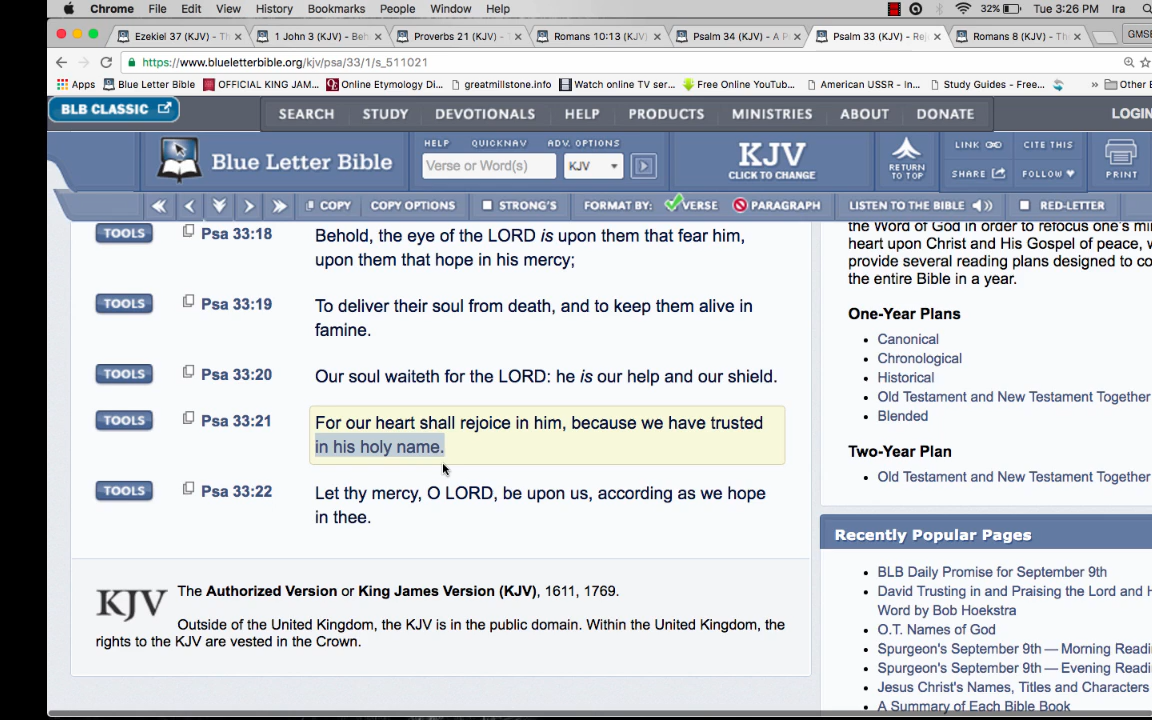 Chrome File Edit View History Bookmarks People Window Help 32% Tue 3:26 PM Ira
Ezekiel 37 (KJV) - Th × 1 John 3 (KJV) - Beh × Proverbs 21 (KJV) - × Romans 10:13 (KJV) × Psalm 34 (KJV) - A P × Psalm 33 (KJV) - Rej × Romans 8 (KJV) - Th × GMSE
https://www.blueletterbible.org/kjv/psa/33/1/s_511021
Apps Blue Letter Bible OFFICIAL KING JAM... Online Etymology Di... greatmillstone.info Watch online TV ser... Free Online YouTub... American USSR - In... Study Guides - Free... » Other
BLB CLASSIC SEARCH STUDY DEVOTIONALS HELP PRODUCTS MINISTRIES ABOUT DONATE LOGIN
Blue Letter Bible
HELP QUICKNAV ADV. OPTIONS
Verse or Word(s) KJV
KJV
CLICK TO CHANGE
RETURN
TO TOP
LINK CITE THIS
SHARE FOLLOW
PRINT
COPY COPY OPTIONS STRONG'S FORMAT BY: VERSE PARAGRAPH LISTEN TO THE BIBLE RED-LETTER
TOOLS Psa 33:18 Behold, the eye of the LORD is upon them that fear him,
upon them that hope in his mercy;
TOOLS Psa 33:19 To deliver their soul from death, and to keep them alive in
famine.
TOOLS Psa 33:20 Our soul waiteth for the LORD: he is our help and our shield.
TOOLS Psa 33:21 For our heart shall rejoice in him, because we have trusted
in his holy name.
TOOLS Psa 33:22 Let thy mercy, O LORD, be upon us, according as we hope
in thee.
KJV The Authorized Version or King James Version (KJV), 1611, 1769.
Outside of the United Kingdom, the KJV is in the public domain. Within the United Kingdom, the
rights to the KJV are vested in the Crown.
the Word of God in order to refocus one's mi
heart upon Christ and His Gospel of peace, w
provide several reading plans designed to co
the entire Bible in a year.
One-Year Plans
Canonical
Chronological
Historical
Old Testament and New Testament Together
Blended
Two-Year Plan
Old Testament and New Testament Together
Recently Popular Pages
BLB Daily Promise for September 9th
David Trusting in and Praising the Lord and H
Word by Bob Hoekstra
O.T. Names of God
Spurgeon's September 9th — Morning Readi
Spurgeon's September 9th — Evening Readi
Jesus Christ's Names, Titles and Characters
A Summary of Each Bible Book